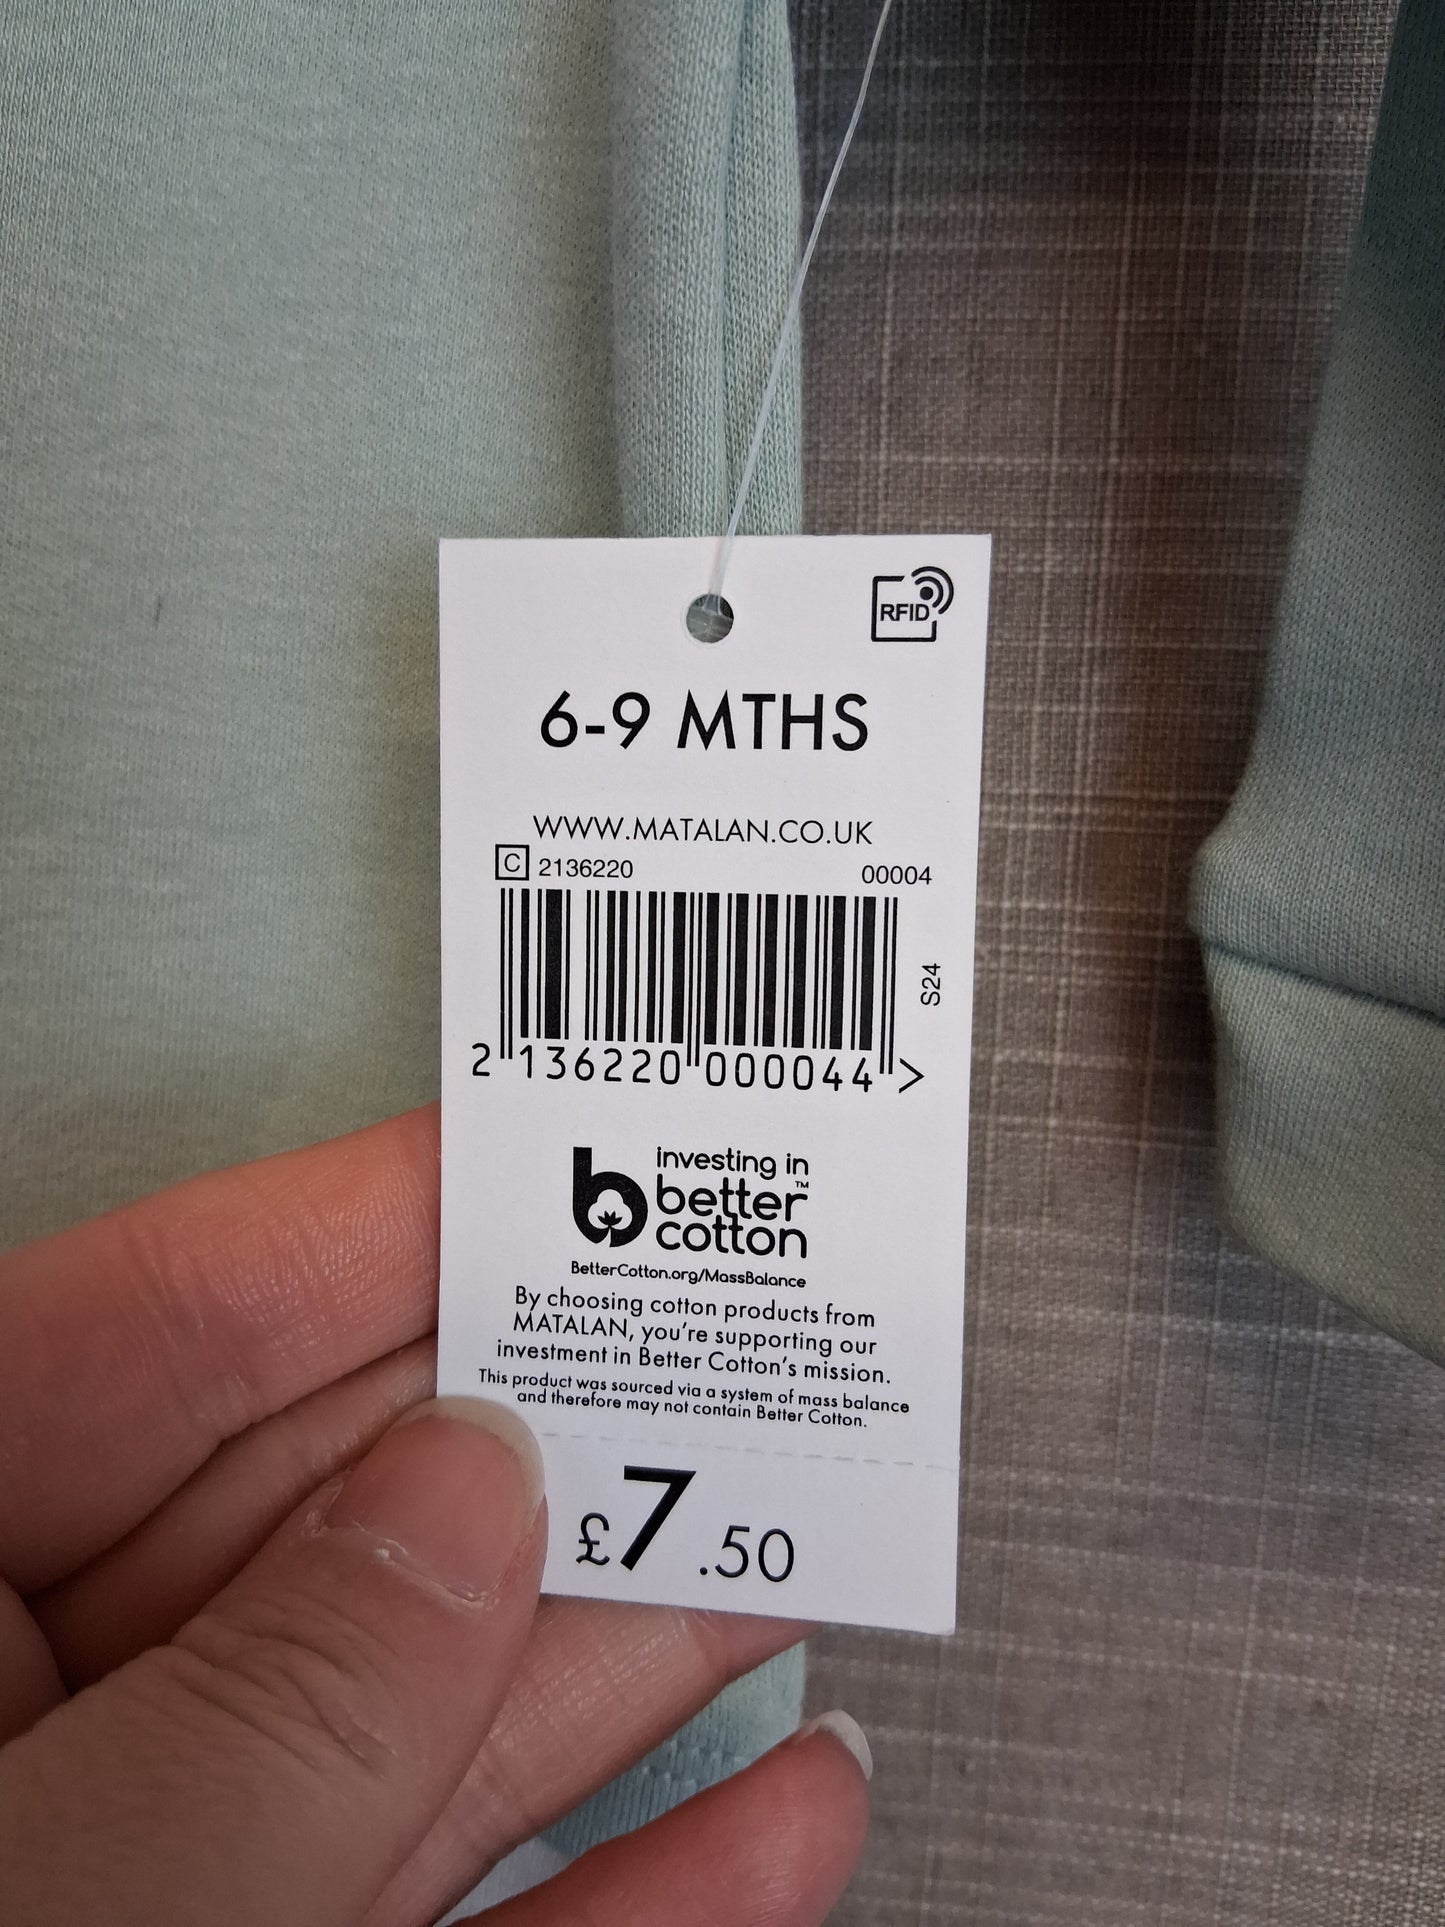 RFID
6-9 MTHS
WWW.MATALAN.CO.UK
C 2136220 00004
S24
2 136220 000044 >
investing in
better™
cotton
BetterCotton.org/MassBalance
By choosing cotton products from
MATALAN, you're supporting our
investment in Better Cotton's mission.
This product was sourced via a system of mass balance
and therefore may not contain Better Cotton.
£7.50